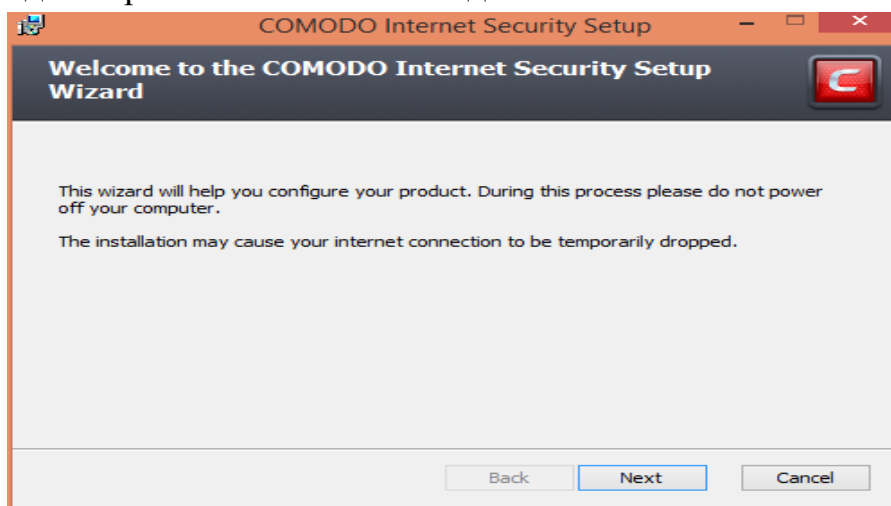 COMODO Internet Security Setup
Welcome to the COMODO Internet Security Setup
Wizard
This wizard will help you configure your product. During this process please do not power
off your computer.
The installation may cause your internet connection to be temporarily dropped.
Back Next Cancel